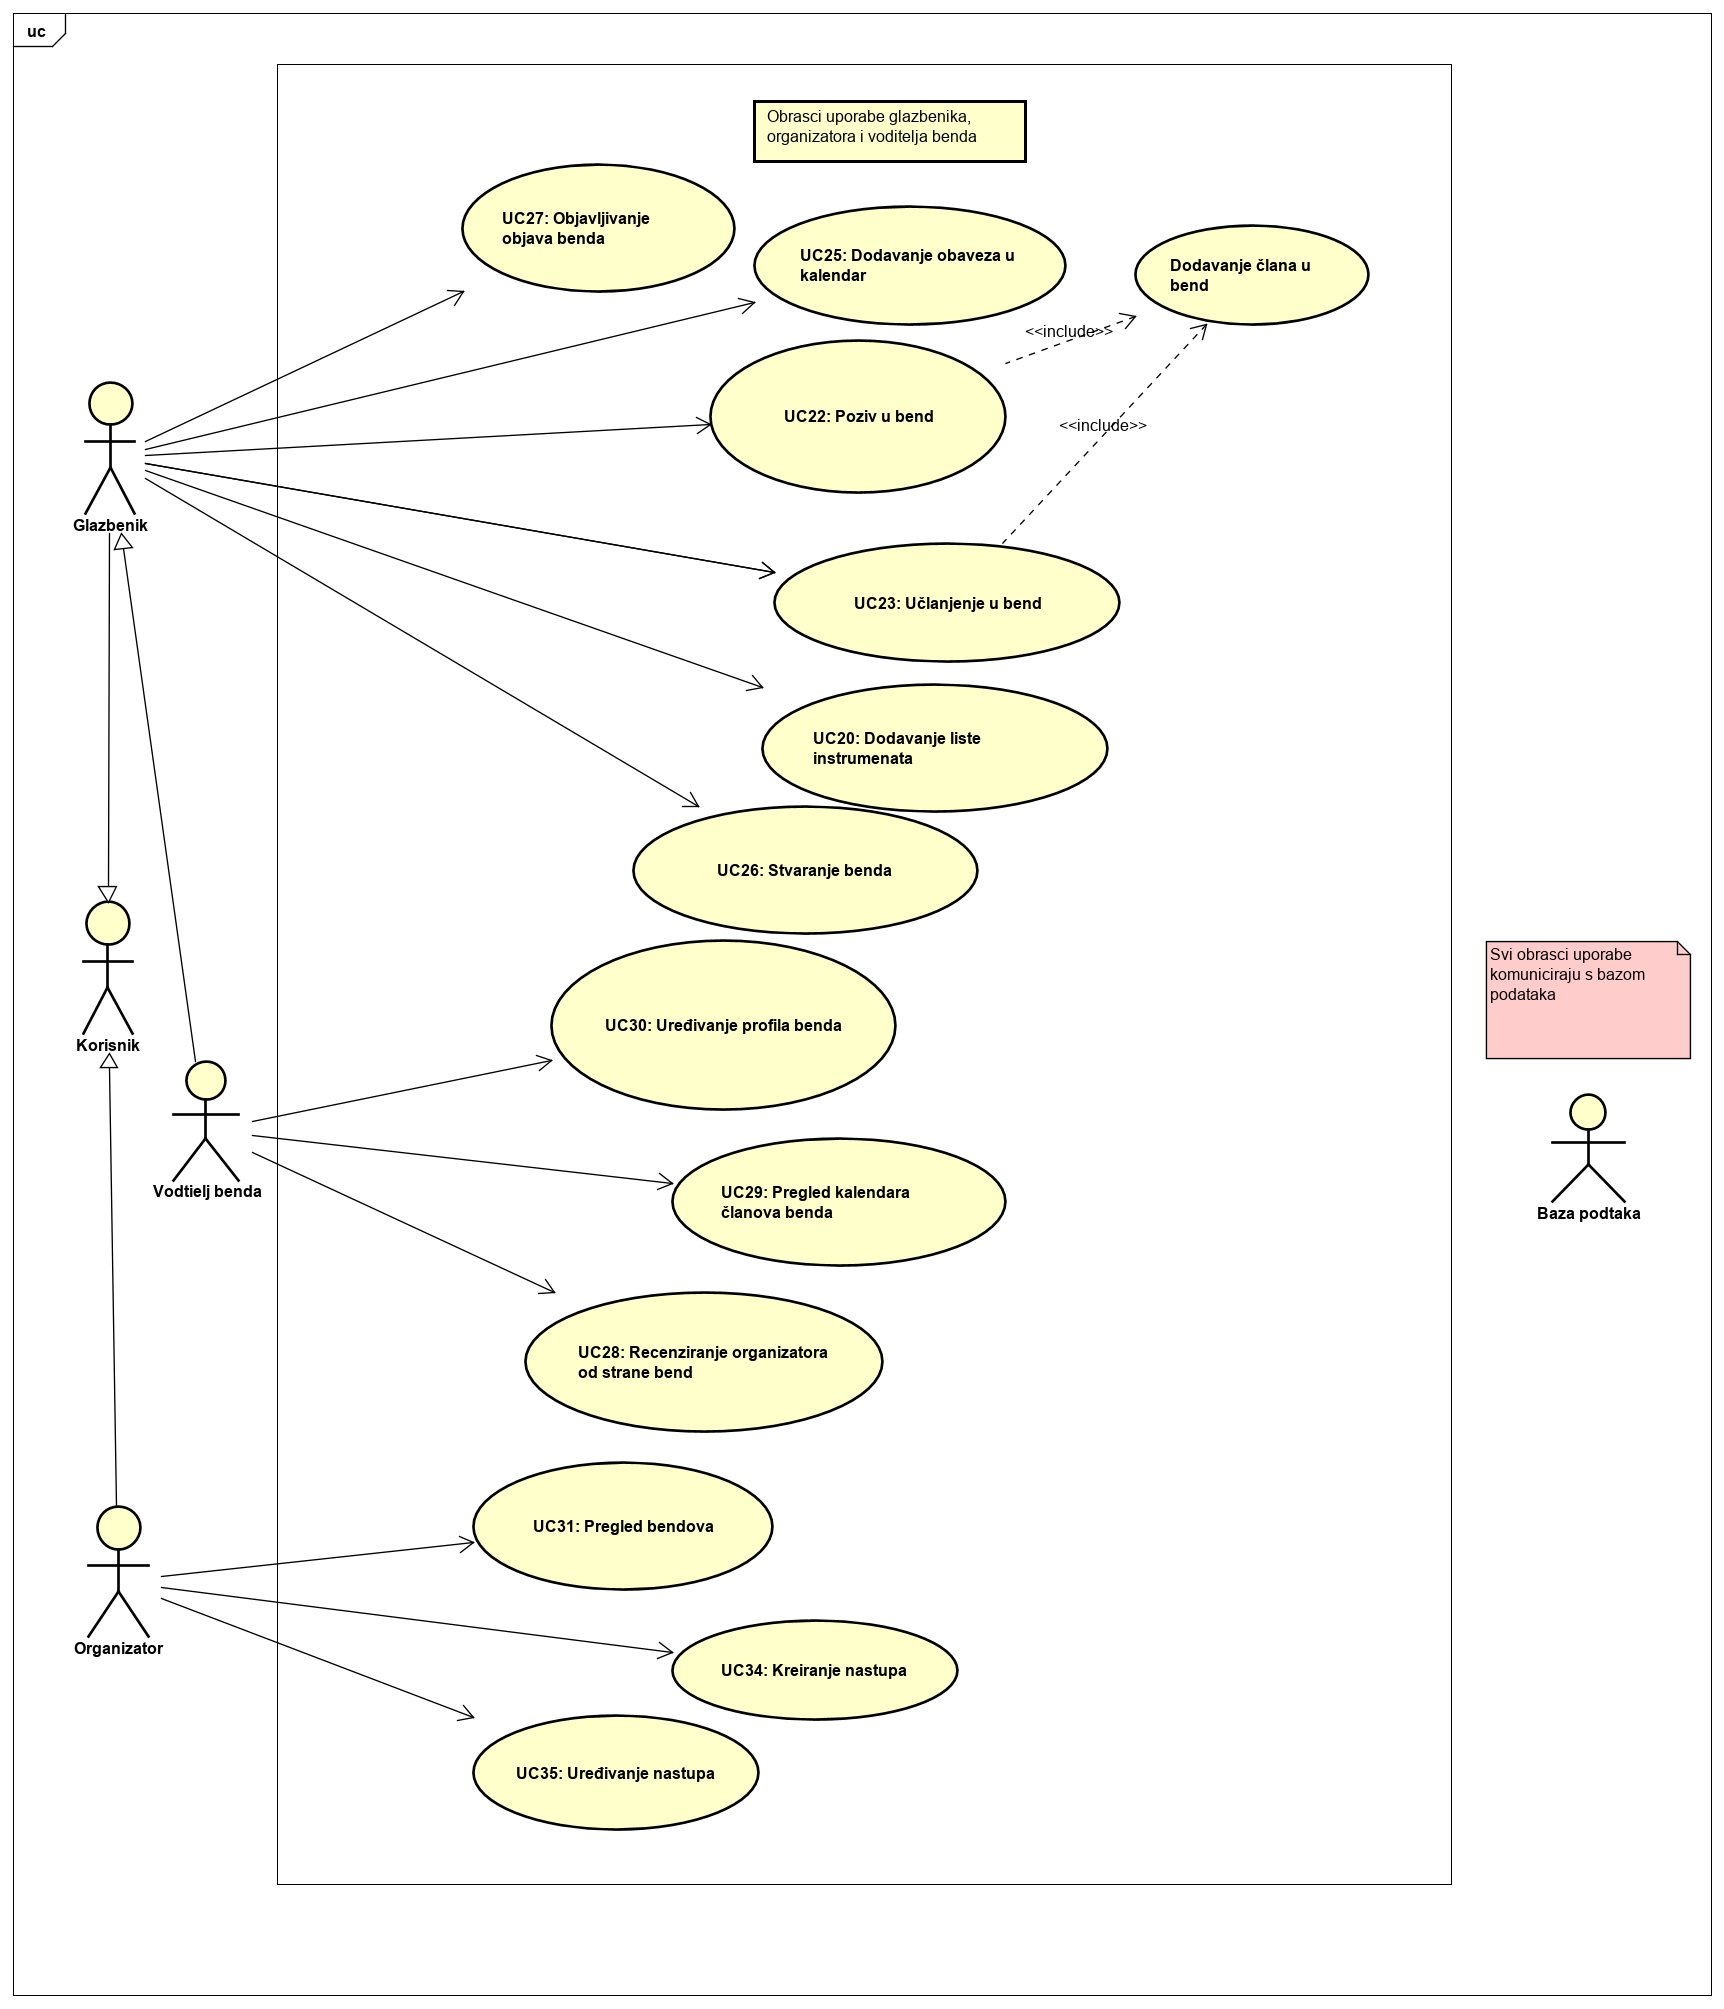 uc
Obrasci uporabe glazbenika,
organizatora i voditelja benda
UC27: Objavljivanje
objava benda
UC25: Dodavanje obaveza u
kalendar
Dodavanje člana u
bend
<<include>>
UC22: Poziv u bend
<<include>>
Glazbenik
UC23: Učlanjenje u bend
UC20: Dodavanje liste
instrumenata
UC26: Stvaranje benda
Svi obrasci uporabe
komuniciraju s bazom
podataka
UC30: Uređivanje profila benda
Korisnik
Vodtielj benda
UC29: Pregled kalendara
članova benda
Baza podtaka
UC28: Recenziranje organizatora
od strane bend
UC31: Pregled bendova
Organizator
UC34: Kreiranje nastupa
UC35: Uređivanje nastupa